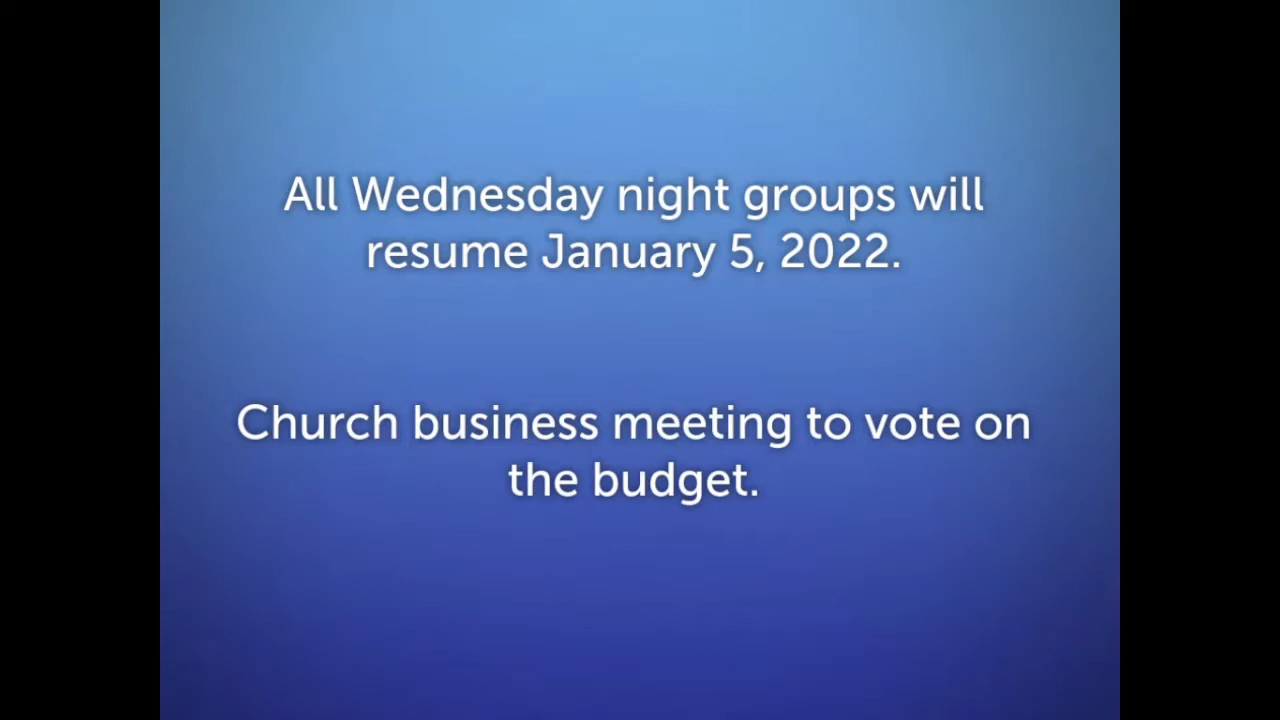 All Wednesday night groups will
resume January 5, 2022.
Church business meeting to vote on
the budget.